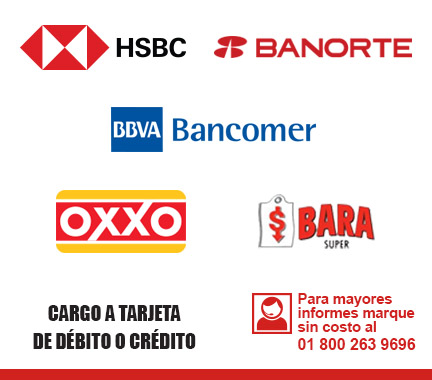 HSBC
BANORTE
BBVA Bancomer
OXXO
BARA
SUPER
CARGO A TARJETA
DE DÉBITO O CRÉDITO
Para mayores
informes marque
sin costo al
01 800 263 9696